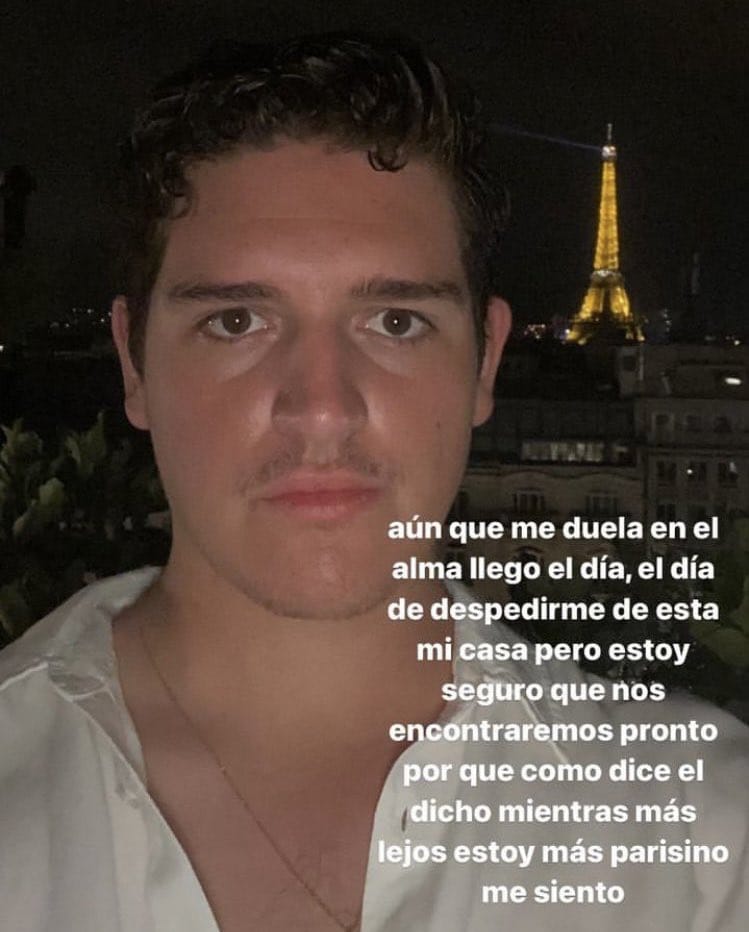 aún que me duela en el
alma llego el día, el día
de despedirme de esta
mi casa pero estoy
seguro que nos
encontraremos pronto
por que como dice el
dicho mientras más
lejos estoy más parisino
me siento